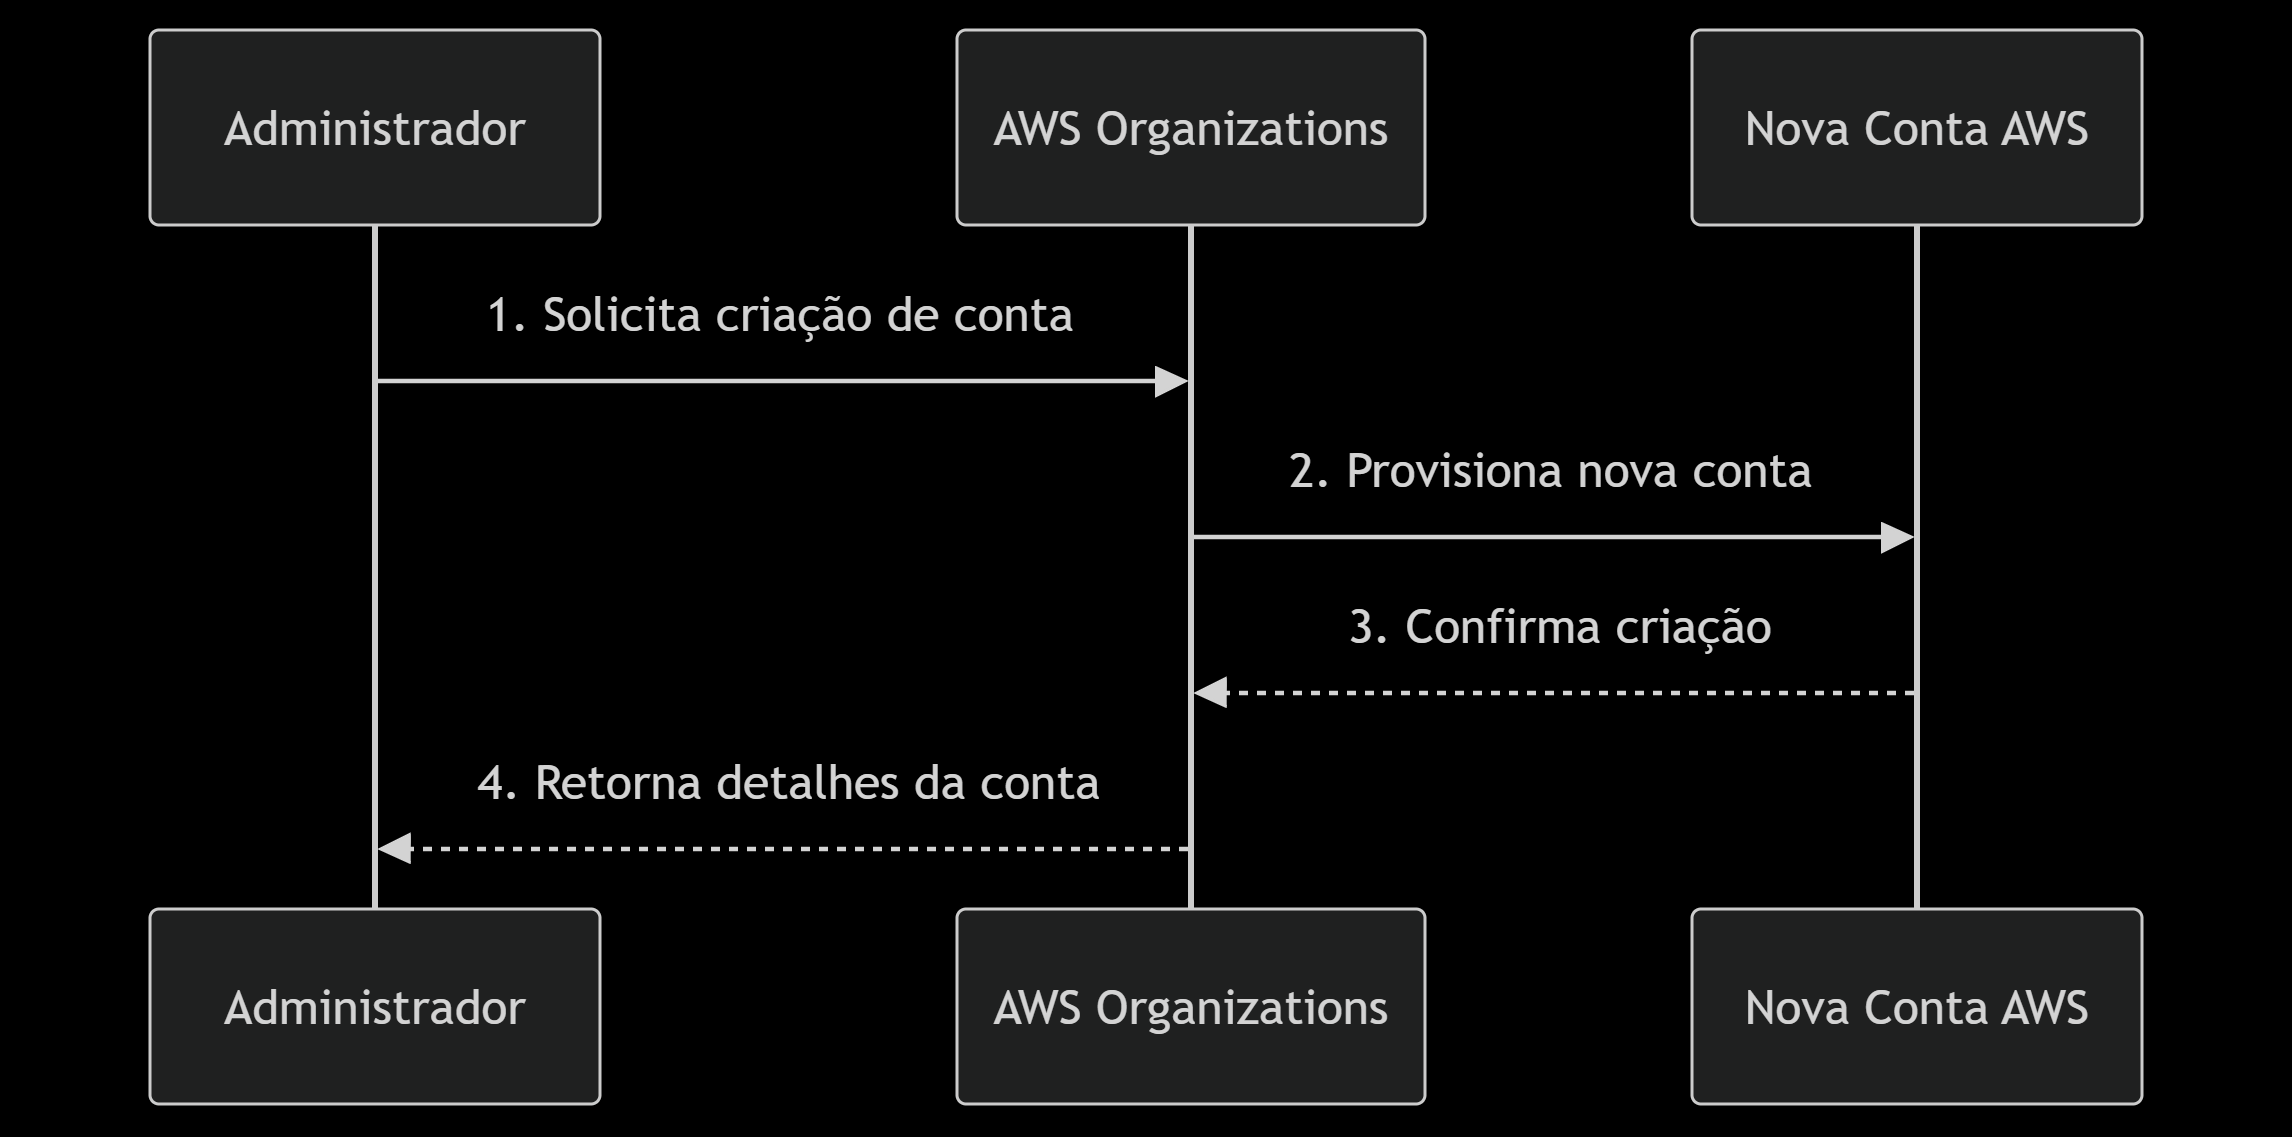 Administrador
AWS Organizations
Nova Conta AWS
1. Solicita criação de conta
2. Provisiona nova conta
3. Confirma criação
4. Retorna detalhes da conta
Administrador
AWS Organizations
Nova Conta AWS